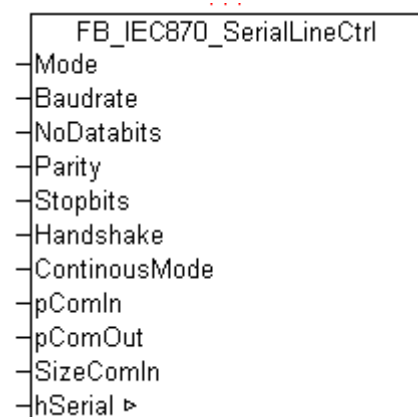 FB_IEC870_SerialLineCtrl
Mode
Baudrate
NoDatabits
Parity
Stopbits
Handshake
ContinousMode
pComIn
pComOut
SizeComIn
hSerial ▹